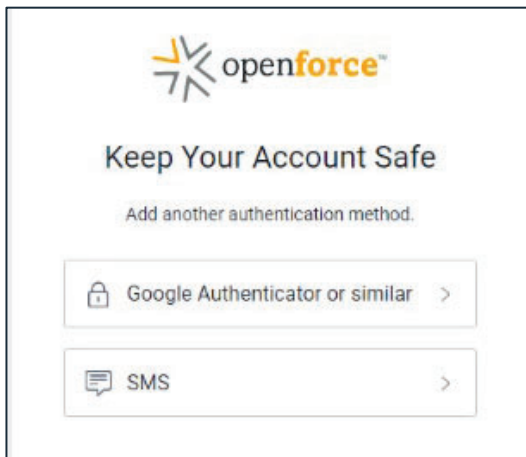 openforce™
Keep Your Account Safe
Add another authentication method.
Google Authenticator or similar
SMS